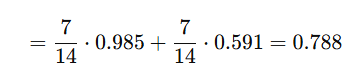 = 7/14 · 0.985 + 7/14 · 0.591 = 0.788